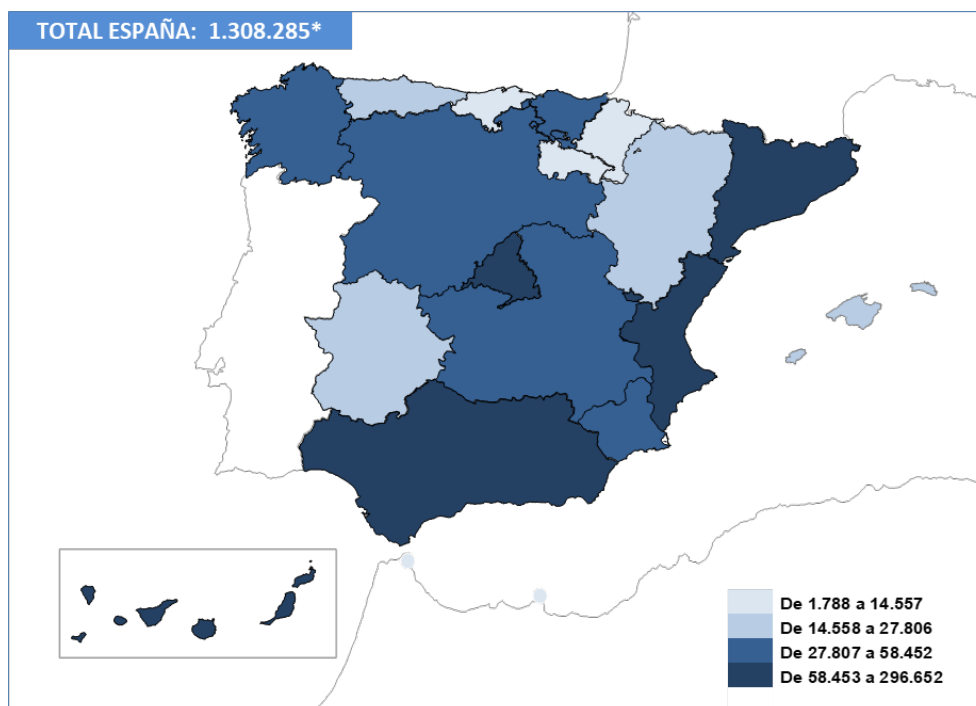 TOTAL ESPAÑA: 1.308.285*
De 1.788 a 14.557
De 14.558 a 27.806
De 27.807 a 58.452
De 58.453 a 296.652